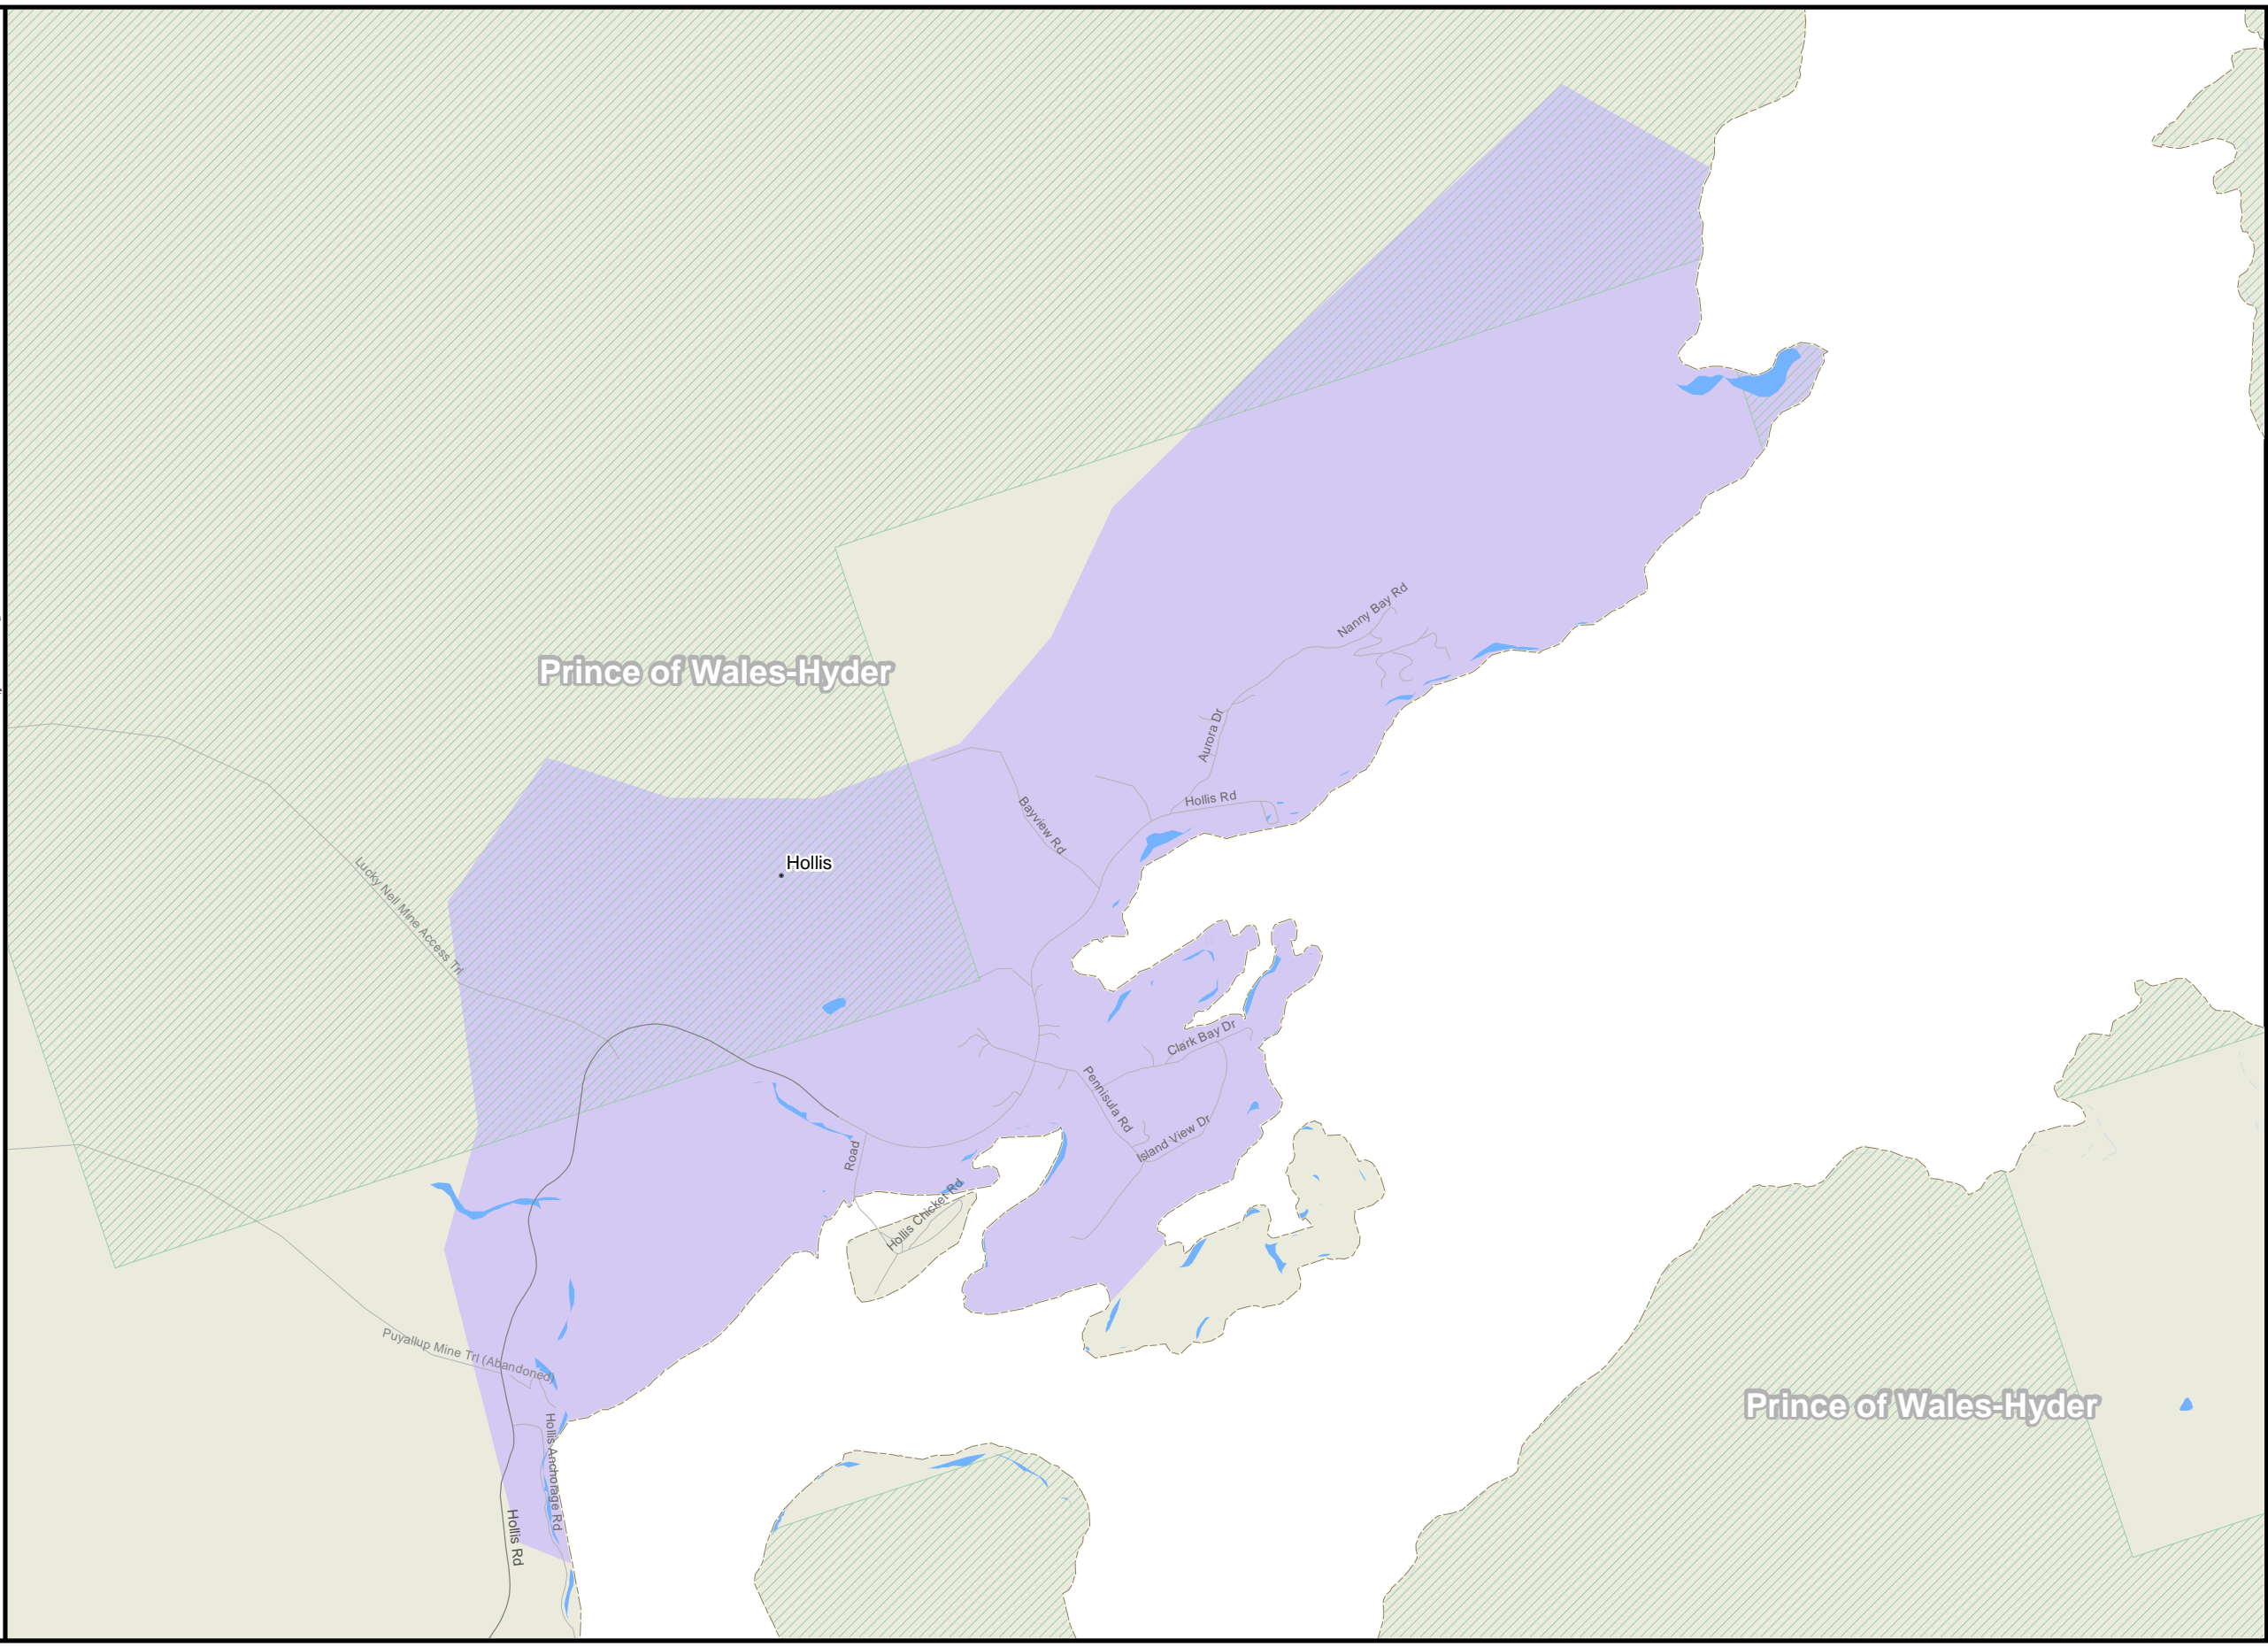 Nanny Bay Rd
Prince of Wales-Hyder
Aurora Dr
Hollis Rd
Bayview Rd
Hollis
Lucky Nell Mine Access Trl
Clark Bay Dr
Pennisula Rd
Island View Dr
Road
Hollis Chicket Rd
Puyallup Mine Trl (Abandoned)
Prince of Wales-Hyder
Hollis Anchorage Rd
Hollis Rd